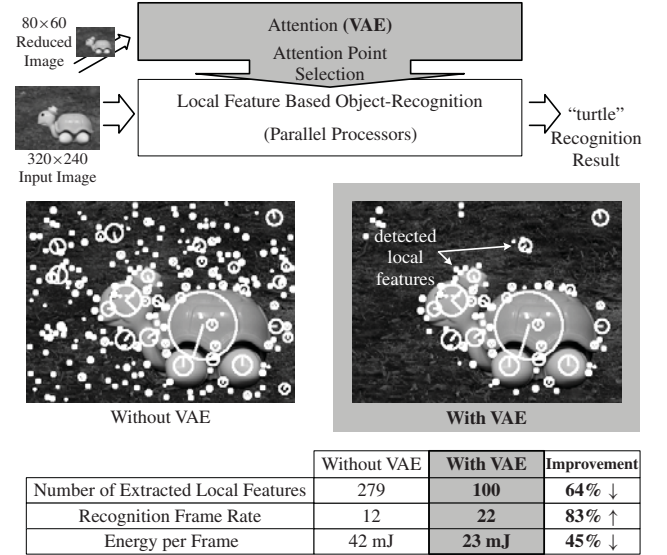 80×60
Reduced
Image
Attention (VAE)
Attention Point
Selection
Local Feature Based Object-Recognition
(Parallel Processors)
320×240
Input Image
“turtle”
Recognition
Result
detected
local
features
Without VAE
With VAE
Without VAE With VAE Improvement
Number of Extracted Local Features 279 100 64% ↓
Recognition Frame Rate 12 22 83% ↑
Energy per Frame 42 mJ 23 mJ 45% ↓